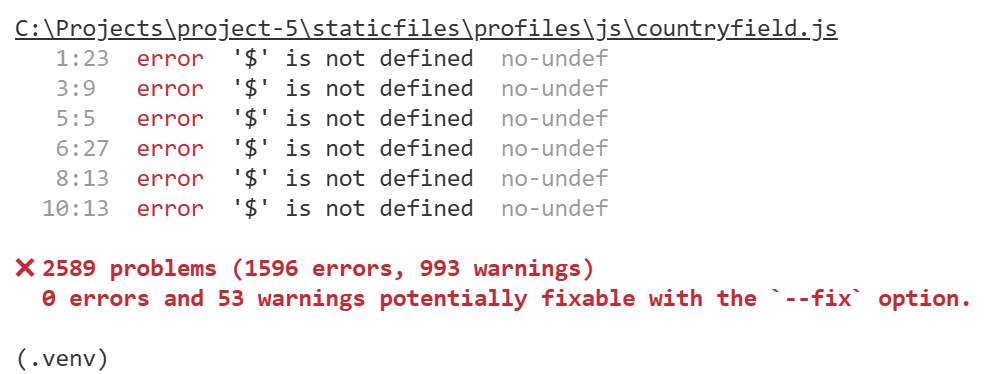 C:\Projects\project-5\staticfiles\profiles\js\countryfield.js
1:23 error '$' is not defined no-undef
3:9 error '$' is not defined no-undef
5:5 error '$' is not defined no-undef
6:27 error '$' is not defined no-undef
8:13 error '$' is not defined no-undef
10:13 error '$' is not defined no-undef
❌ 2589 problems (1596 errors, 993 warnings)
0 errors and 53 warnings potentially fixable with the `--fix` option.
(.venv)